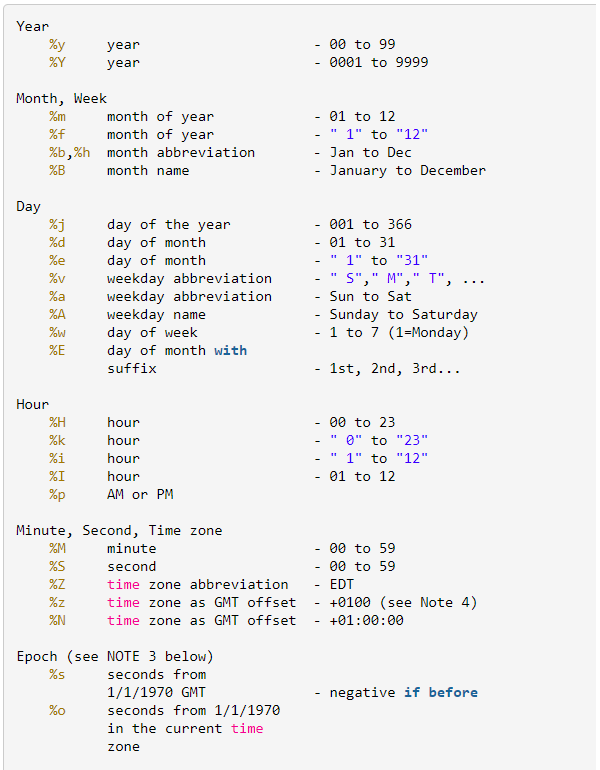 Year
    %y     year                     - 00 to 99
    %Y     year                     - 0001 to 9999

Month, Week
    %m     month of year            - 01 to 12
    %f     month of year            - " 1" to "12"
    %b,%h  month abbreviation       - Jan to Dec
    %B     month name               - January to December

Day
    %j     day of the year          - 001 to 366
    %d     day of month             - 01 to 31
    %e     day of month             - " 1" to "31"
    %v     weekday abbreviation     - " S"," M"," T", ...
    %a     weekday abbreviation     - Sun to Sat
    %A     weekday name             - Sunday to Saturday
    %w     day of week              - 1 to 7 (1=Monday)
    %E     day of month with
           suffix                   - 1st, 2nd, 3rd...

Hour
    %H     hour                     - 00 to 23
    %k     hour                     - " 0" to "23"
    %i     hour                     - " 1" to "12"
    %I     hour                     - 01 to 12
    %p     AM or PM

Minute, Second, Time zone
    %M     minute                   - 00 to 59
    %S     second                   - 00 to 59
    %Z     time zone abbreviation   - EDT
    %z     time zone as GMT offset  - +0100 (see Note 4)
    %N     time zone as GMT offset  - +01:00:00

Epoch (see NOTE 3 below)
    %s     seconds from
           1/1/1970 GMT             - negative if before
    %o     seconds from 1/1/1970
           in the current time
           zone